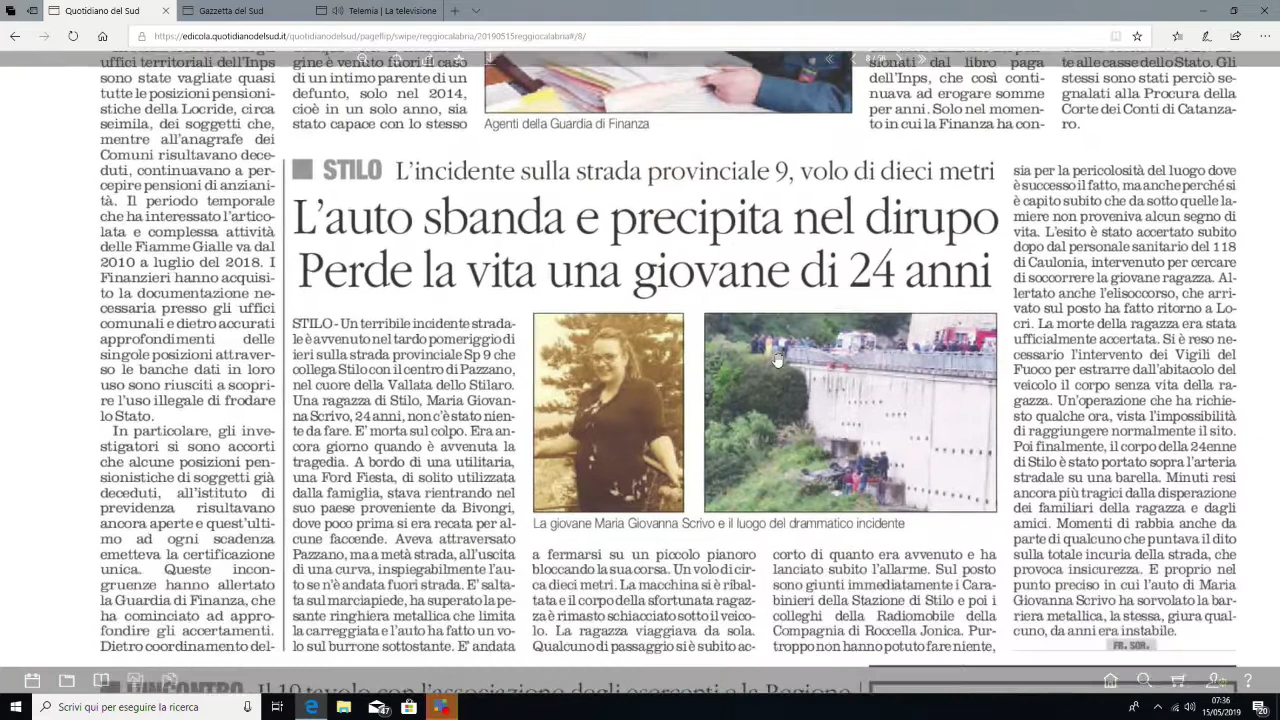 Quotidiano del Sud
Gazzetta del Sud
Telemia | La televisione
https://edicola.quotidianodelsud.it/quotidianodelsud/pageflip/swipe/reggiocalabria/20190515reggiocalabria#/8/
8 / 56
uffici territoriali dell'Inps
sono state vagliate quasi
tutte le posizioni pensioni-
stiche della Locride, circa
seimila, dei soggetti che,
mentre all'anagrafe dei
Comuni risultavano dece-
duti, continuavano a per-
cepire pensioni di anziani-
tà. Il periodo temporale
che ha interessato l'artico-
lata e complessa attività
delle Fiamme Gialle va dal
2010 a luglio del 2018. I
Finanzieri hanno acquisi-
to la documentazione ne-
cessaria presso gli uffici
comunali e dietro accurati
approfondimenti delle
singole posizioni attraver-
so le banche dati in loro
uso sono riusciti a scopri-
re l'uso illegale di frodare
lo Stato.
In particolare, gli inve-
stigatori si sono accorti
che alcune posizioni pen-
sionistiche di soggetti già
deceduti, all'istituto di
previdenza risultavano
ancora aperte e quest'ulti-
mo ad ogni scadenza
emetteva la certificazione
unica. Queste incon-
gruenze hanno allertato
la Guardia di Finanza, che
ha cominciato ad appro-
fondire gli accertamenti.
Dietro coordinamento del-
gine è venuto fuori il caso
di un intimo parente di un
defunto, solo nel 2014,
cioè in un solo anno, sia
stato capace con lo stesso
Agenti della Guardia di Finanza
sionati dal libro paga
dell'Inps, che così conti-
nuava ad erogare somme
per anni. Solo nel momen-
to in cui la Finanza ha con-
te alle casse dello Stato. Gli
stessi sono stati perciò se-
gnalati alla Procura della
Corte dei Conti di Catanza-
ro.
STILO L'incidente sulla strada provinciale 9, volo di dieci metri
L'auto sbanda e precipita nel dirupo
Perde la vita una giovane di 24 anni
STILO - Un terribile incidente strada-
le è avvenuto nel tardo pomeriggio di
ieri sulla strada provinciale Sp 9 che
collega Stilo con il centro di Pazzano,
nel cuore della Vallata dello Stilaro.
Una ragazza di Stilo, Maria Giovan-
na Scrivo, 24 anni, non c'è stato nien-
te da fare. E' morta sul colpo. Era an-
cora giorno quando è avvenuta la
tragedia. A bordo di una utilitaria,
una Ford Fiesta, di solito utilizzata
dalla famiglia, stava rientrando nel
suo paese proveniente da Bivongi,
dove poco prima si era recata per al-
cune faccende. Aveva attraversato
Pazzano, ma a metà strada, all'uscita
di una curva, inspiegabilmente l'au-
to se n'è andata fuori strada. E' salta-
ta sul marciapiede, ha superato la pe-
sante ringhiera metallica che limita
la carreggiata e l'auto ha fatto un vo-
lo sul burrone sottostante. E' andata
La giovane Maria Giovanna Scrivo e il luogo del drammatico incidente
a fermarsi su un piccolo pianoro
bloccando la sua corsa. Un volo di cir-
ca dieci metri. La macchina si è ribal-
tata e il corpo della sfortunata ragaz-
za è rimasto schiacciato sotto il veico-
lo. La ragazza viaggiava da sola.
Qualcuno di passaggio si è subito ac-
corto di quanto era avvenuto e ha
lanciato subito l'allarme. Sul posto
sono giunti immediatamente i Cara-
binieri della Stazione di Stilo e poi i
colleghi della Radiomobile della
Compagnia di Roccella Jonica. Pur-
troppo non hanno potuto fare niente,
sia per la pericolosità del luogo dove
è successo il fatto, ma anche perché si
è capito subito che da sotto quelle la-
miere non proveniva alcun segno di
vita. L'esito è stato accertato subito
dopo dal personale sanitario del 118
di Caulonia, intervenuto per cercare
di soccorrere la giovane ragazza. Al-
lertato anche l'elisoccorso, che arri-
vato sul posto ha fatto ritorno a Lo-
cri. La morte della ragazza era stata
ufficialmente accertata. Si è reso ne-
cessario l'intervento dei Vigili del
Fuoco per estrarre dall'abitacolo del
veicolo il corpo senza vita della ra-
gazza. Un'operazione che ha richie-
sto qualche ora, vista l'impossibilità
di raggiungere normalmente il sito.
Poi finalmente, il corpo della 24enne
di Stilo è stato portato sopra l'arteria
stradale su una barella. Minuti resi
ancora più tragici dalla disperazione
dei familiari della ragazza e dagli
amici. Momenti di rabbia anche da
parte di qualcuno che puntava il dito
sulla totale incuria della strada, che
provoca insicurezza. E proprio nel
punto preciso in cui l'auto di Maria
Giovanna Scrivo ha sorvolato la bar-
riera metallica, la stessa, giura qual-
cuno, da anni era instabile.
FR. SOR.
L'INCONTRO Il 10 tavolo con l'associazione degli esercenti a la Regione
Scrivi qui per eseguire la ricerca
47
07:36
15/05/2019
20